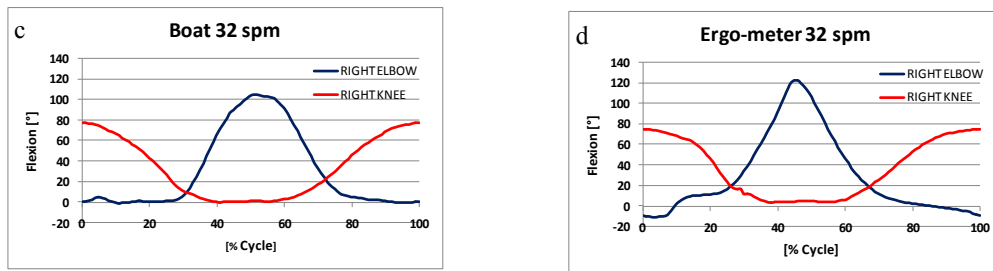 c
Boat 32 spm
140
120
100
80
60
40
20
0
-20
Flexion [°]
RIGHT ELBOW
RIGHT KNEE
0 20 40 60 80 100
[% Cycle]
d
Ergo-meter 32 spm
140
120
100
80
60
40
20
0
-20
Flexion [°]
RIGHT ELBOW
RIGHT KNEE
0 20 40 60 80 100
[% Cycle]